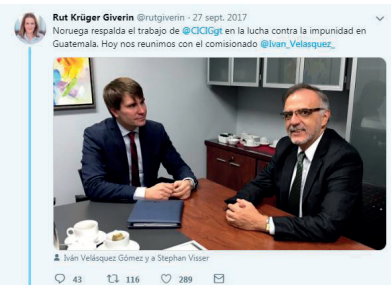 Rut Krüger Giverin @rutgiverin · 27 sept. 2017
Noruega respalda el trabajo de @CICIGgt en la lucha contra la impunidad en
Guatemala. Hoy nos reunimos con el comisionado @Ivan_Velasquez_
Iván Velásquez Gómez y a Stephan Visser
43 116 289